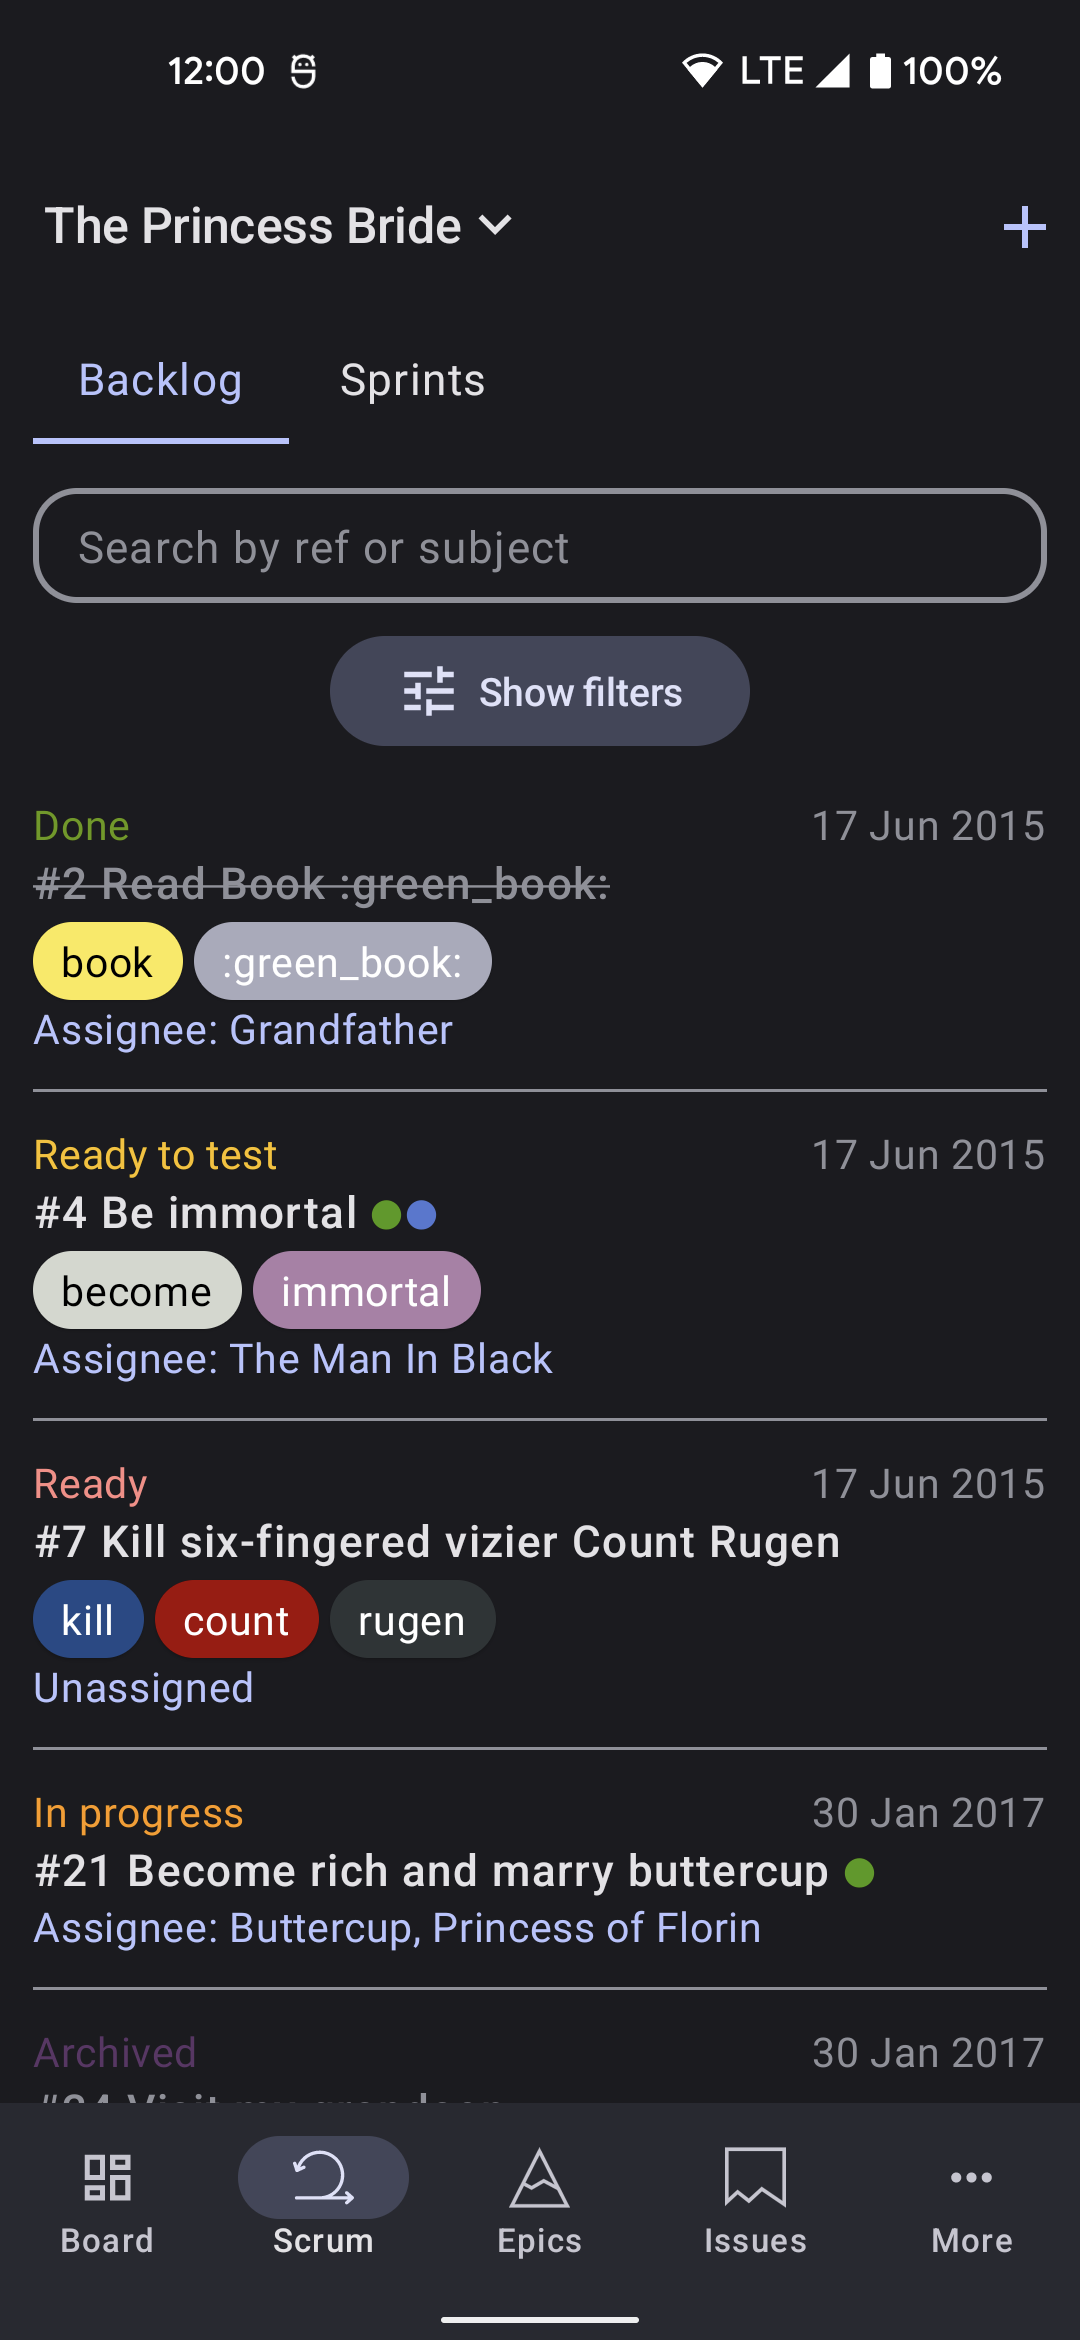 12:00 LTE 100%
The Princess Bride
Backlog Sprints
Search by ref or subject
Show filters
Done 17 Jun 2015
#2 Read Book :green_book:
book :green_book:
Assignee: Grandfather
Ready to test 17 Jun 2015
#4 Be immortal
become immortal
Assignee: The Man In Black
Ready 17 Jun 2015
#7 Kill six-fingered vizier Count Rugen
kill count rugen
Unassigned
In progress 30 Jan 2017
#21 Become rich and marry buttercup
Assignee: Buttercup, Princess of Florin
Archived 30 Jan 2017
Board Scrum Epics Issues More